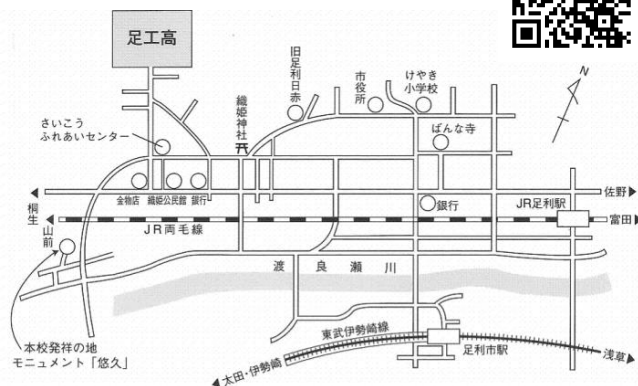 足工高
さいこう
ふれあいセンター
織姫神社
旧足利日赤
市役所
けやき
小学校
ばんな寺
N
金物店
織姫公民館
銀行
銀行
JR足利駅
佐野
富田
桐生
山前
JR両毛線
渡良瀬川
本校発祥の地
モニュメント「悠久」
東武伊勢崎線
足利市駅
太田・伊勢崎
浅草